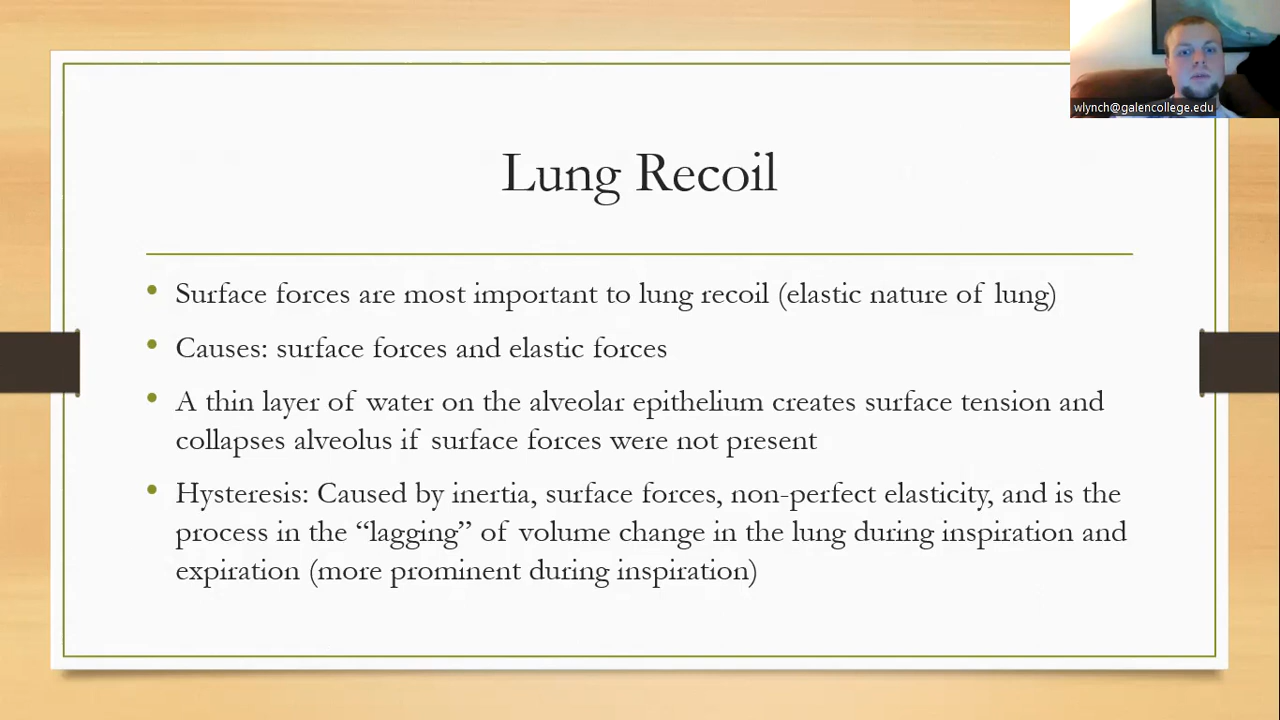 wlynch@galencollege.edu
Lung Recoil
• Surface forces are most important to lung recoil (elastic nature of lung)
• Causes: surface forces and elastic forces
• A thin layer of water on the alveolar epithelium creates surface tension and
collapses alveolus if surface forces were not present
• Hysteresis: Caused by inertia, surface forces, non-perfect elasticity, and is the
process in the “lagging” of volume change in the lung during inspiration and
expiration (more prominent during inspiration)